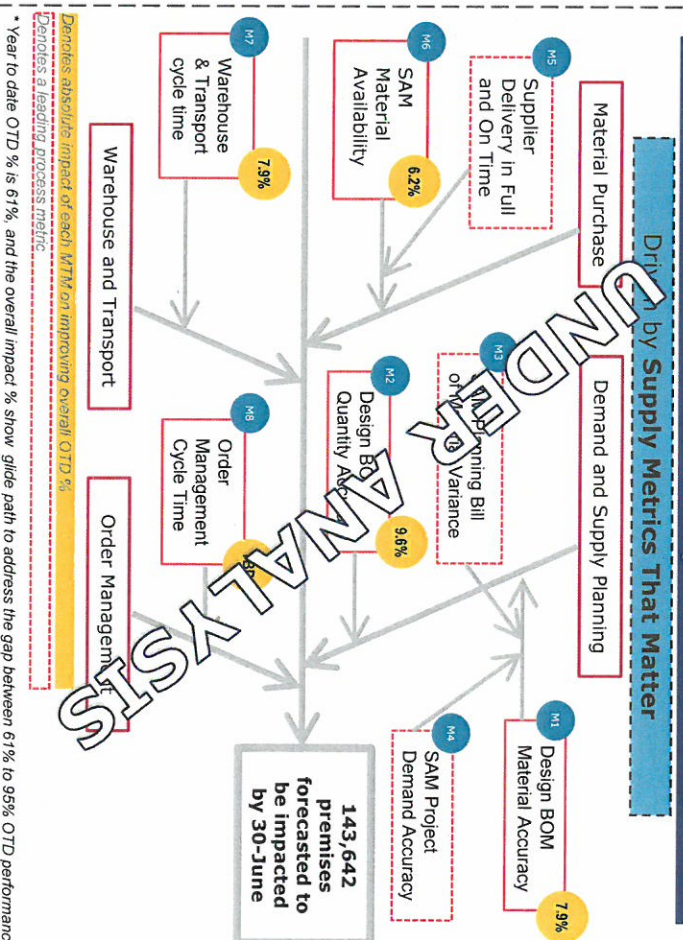 Driven by Supply Metrics That Matter
Material Purchase
Demand and Supply Planning
M5
Supplier
Delivery in Full
and On Time
M6
SAM
Material
Availability
6.2%
M7
Warehouse
& Transport
cycle time
7.9%
M3
Planning Bill
of
Variance
M2
Design BO
Quantity
9.6%
M8
Order
Management
Cycle Time
M1
Design BOM
Material Accuracy
7.9%
M4
SAM Project
Demand Accuracy
143,642
premises
forecasted to
be impacted
by 30-June
Warehouse and Transport
Order Management
UNDER ANALYSIS
Denotes absolute impact of each MTM on improving overall OTD %
Denotes a leading process metric
* Year to date OTD % is 61%, and the overall impact % show glide path to address the gap between 61% to 95% OTD performanc